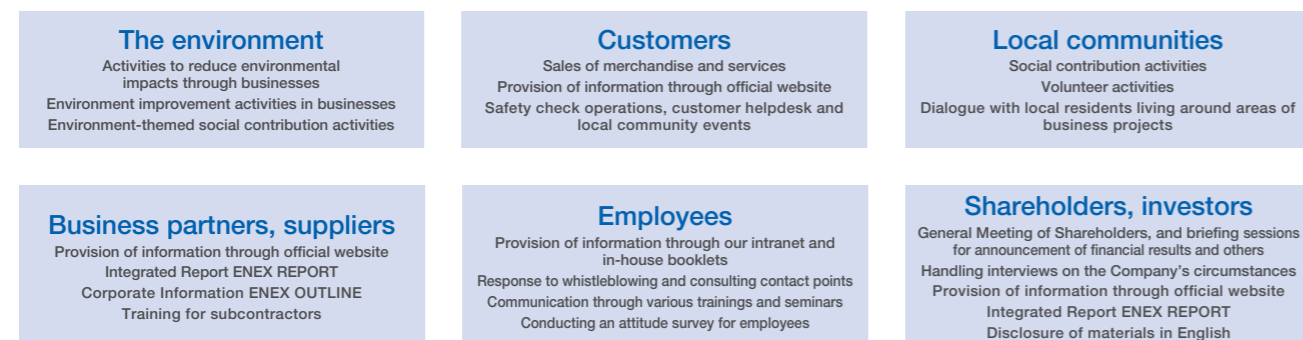 The environment
Activities to reduce environmental
impacts through businesses
Environment improvement activities in businesses
Environment-themed social contribution activities
Customers
Sales of merchandise and services
Provision of information through official website
Safety check operations, customer helpdesk and
local community events
Local communities
Social contribution activities
Volunteer activities
Dialogue with local residents living around areas of
business projects
Business partners, suppliers
Provision of information through official website
Integrated Report ENEX REPORT
Corporate Information ENEX OUTLINE
Training for subcontractors
Employees
Provision of information through our intranet and
in-house booklets
Response to whistleblowing and consulting contact points
Communication through various trainings and seminars
Conducting an attitude survey for employees
Shareholders, investors
General Meeting of Shareholders, and briefing sessions
for announcement of financial results and others
Handling interviews on the Company's circumstances
Provision of information through official website
Integrated Report ENEX REPORT
Disclosure of materials in English